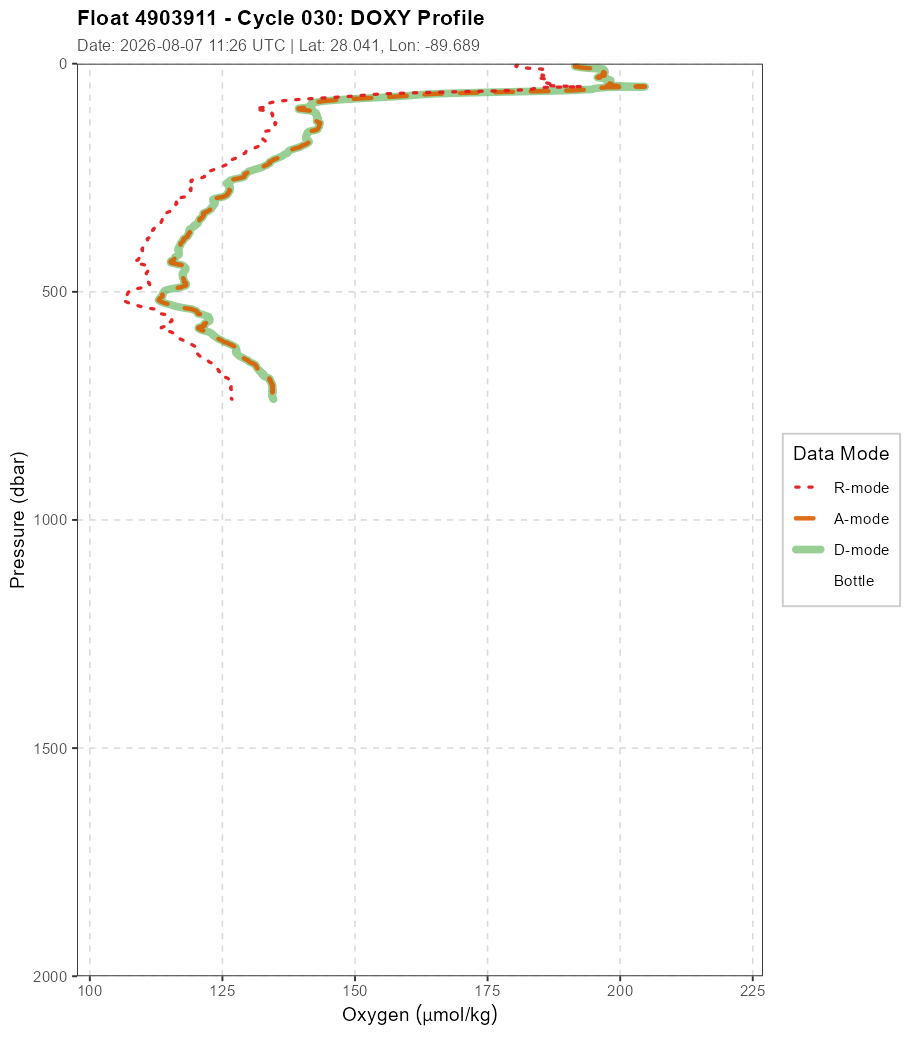 Float 4903911 - Cycle 030: DOXY Profile
Date: 2026-08-07 11:26 UTC | Lat: 28.041, Lon: -89.689
0
500
1000
1500
2000
Pressure (dbar)
100 125 150 175 200 225
Oxygen (μmol/kg)
Data Mode
R-mode
A-mode
D-mode
Bottle